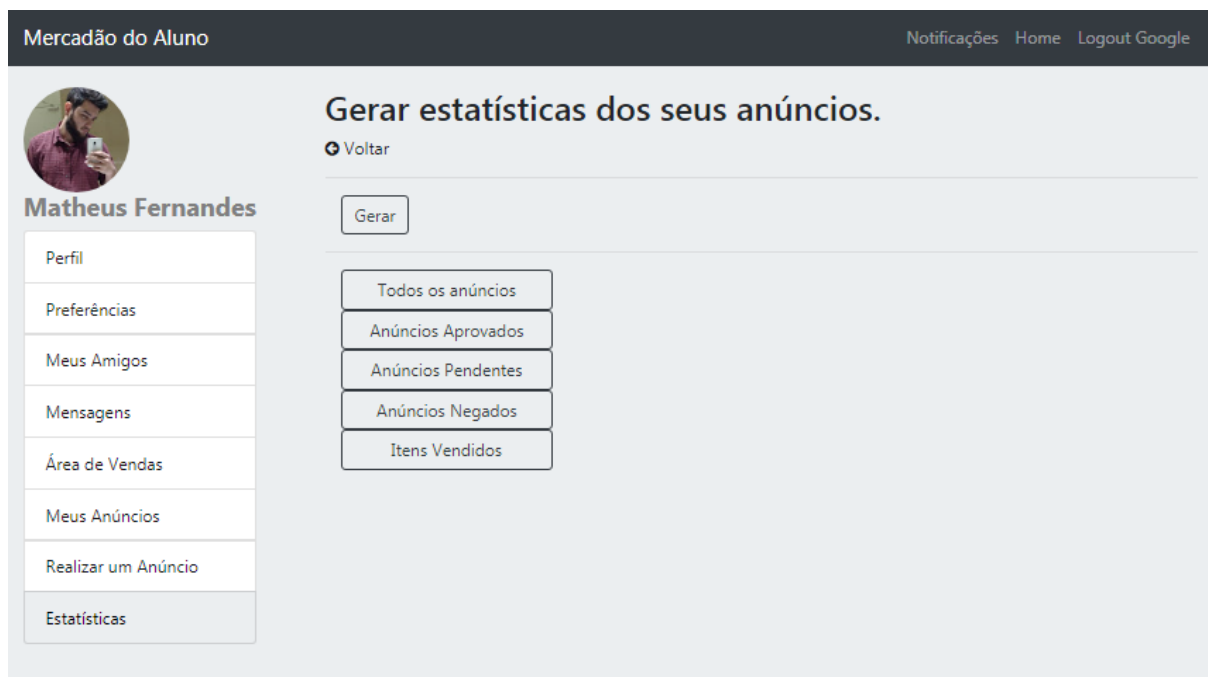 Mercadão do Aluno
Notificações Home Logout Google
Matheus Fernandes
Perfil
Preferências
Meus Amigos
Mensagens
Área de Vendas
Meus Anúncios
Realizar um Anúncio
Estatísticas
Gerar estatísticas dos seus anúncios.
Voltar
Gerar
Todos os anúncios
Anúncios Aprovados
Anúncios Pendentes
Anúncios Negados
Itens Vendidos